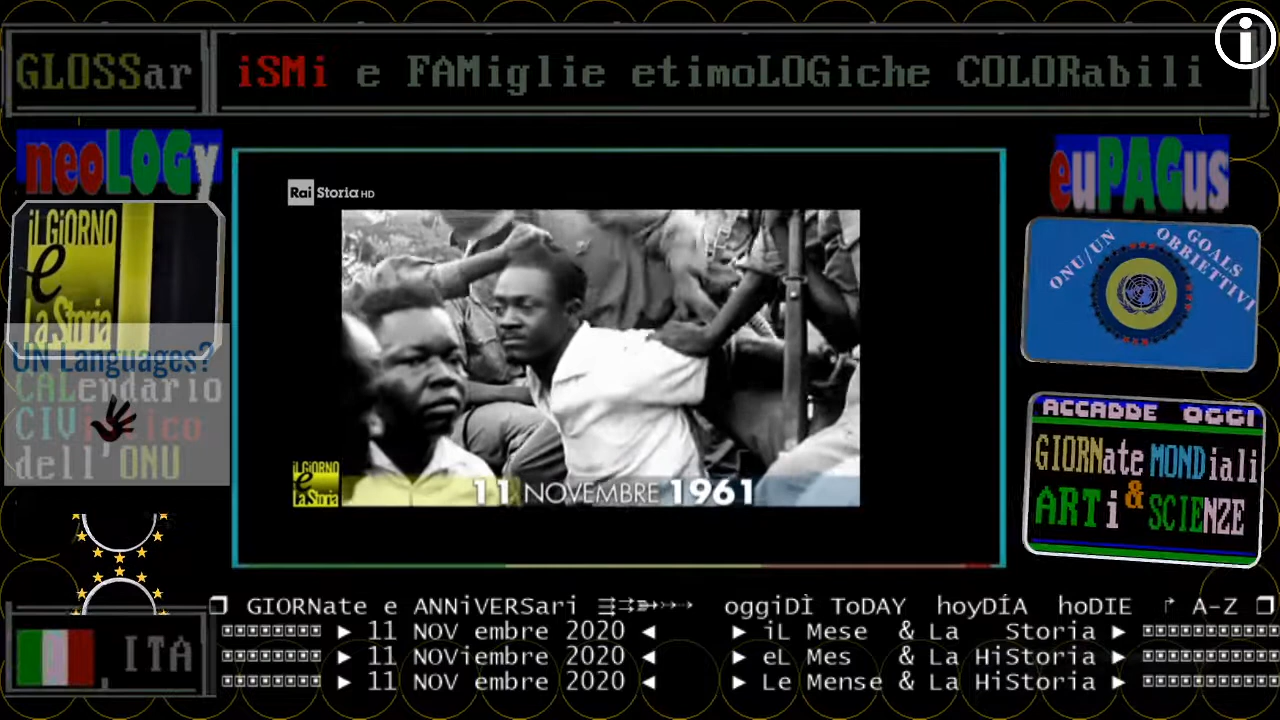 GLOSSar
iSMi e FAMiglie etimoLOGiche COLORabili
neoLOGy
iL GiORNO
e
La Storia
UN Languages?
CALendario
CIVistico
dell'ONU
Rai Storia HD
iL GiORNO
e
La Storia
11 NOVEMBRE 1961
euPAGus
ONU/UN
GOALS
OBBIETTIVI
ACCADDE OGGI
GIORNate MONDiali
ARTi & SCIENZE
GIORNate e ANNiVERSari oggiDÌ ToDAY hoyDÍA hoDIE A-Z
11 NOV embre 2020 iL Mese & La Storia
11 NOViembre 2020 eL Mes & La HiStoria
11 NOV embre 2020 Le Mense & La HiStoria
ITA